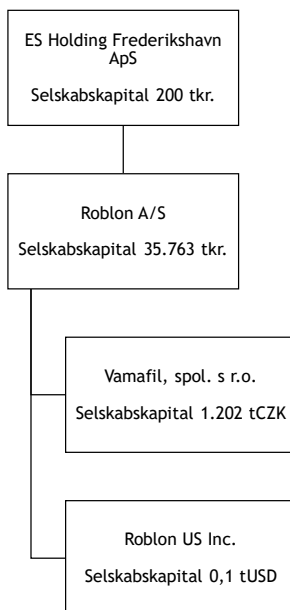 ES Holding Frederikshavn
ApS
Selskabskapital 200 tkr.
Roblon A/S
Selskabskapital 35.763 tkr.
Vamafil, spol. s r.o.
Selskabskapital 1.202 tCZK
Roblon US Inc.
Selskabskapital 0,1 tUSD